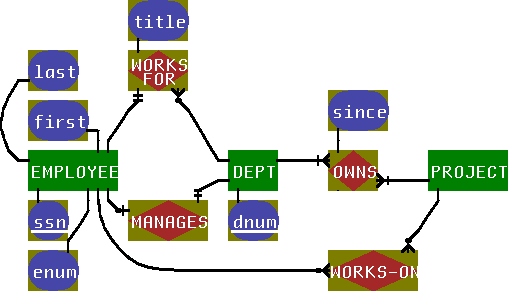 title
last
WORKS
FOR
first
since
EMPLOYEE
DEPT
OWNS
PROJECT
ssn
MANAGES
dnum
enum
WORKS-ON